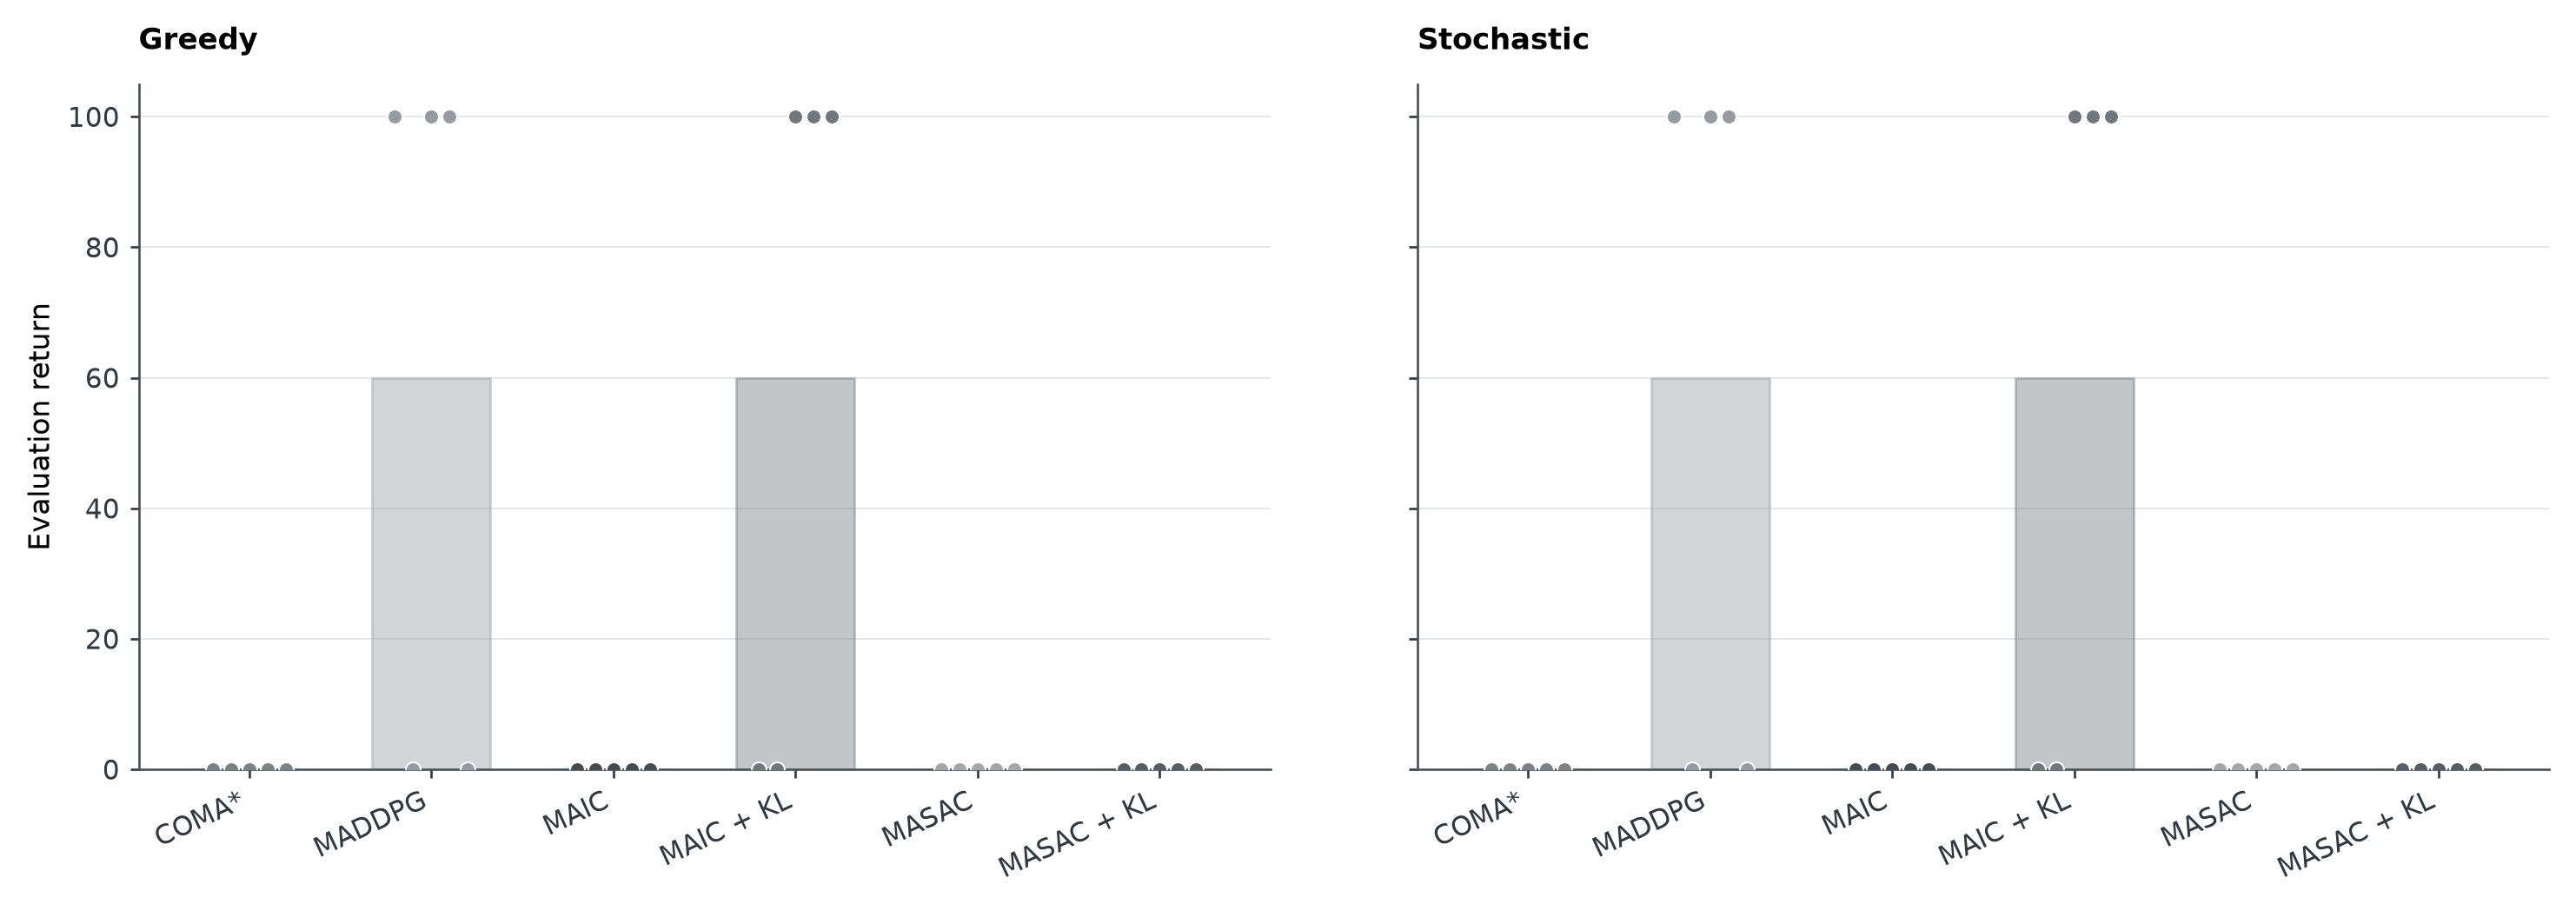 Greedy
Stochastic
Evaluation return
100
80
60
40
20
0
COMA*
MADDPG
MAIC
MAIC + KL
MASAC
MASAC + KL
COMA*
MADDPG
MAIC
MAIC + KL
MASAC
MASAC + KL